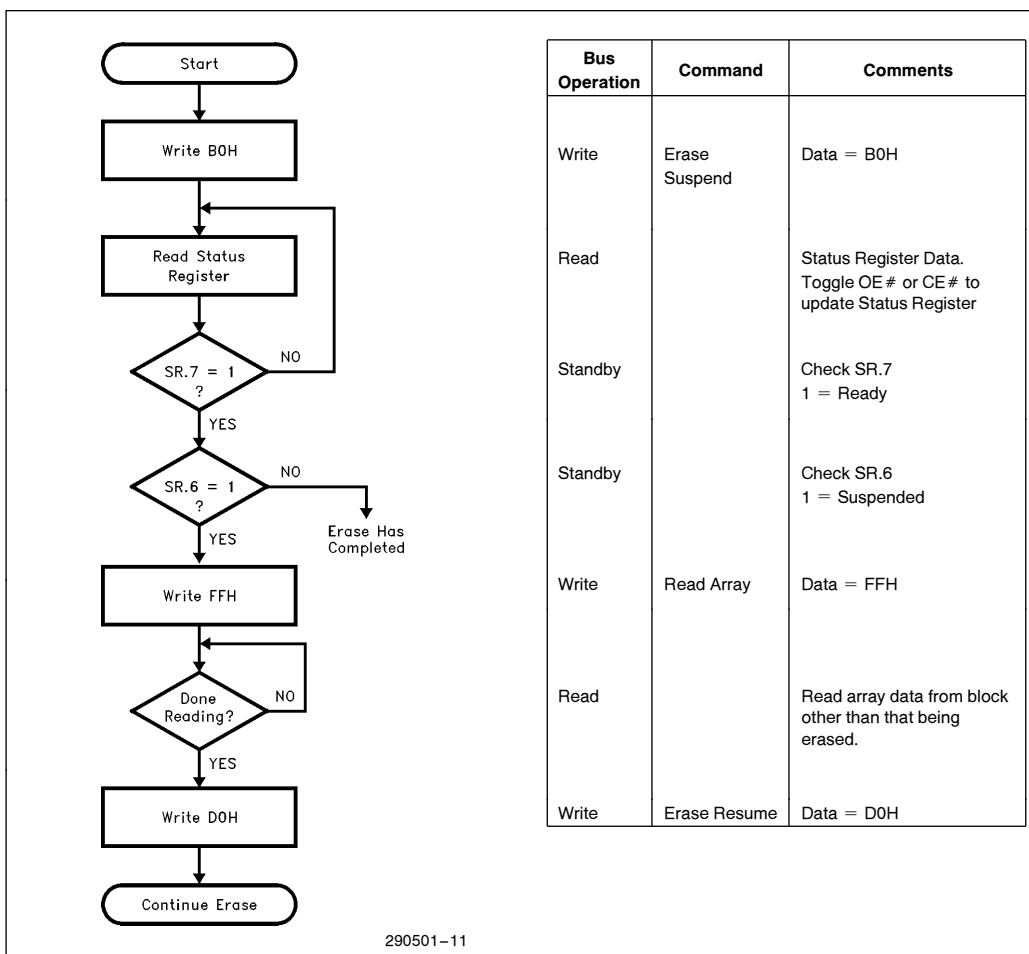 Start
Write B0H
Read Status
Register
SR.7 = 1
?
NO
YES
SR.6 = 1
?
NO
Erase Has
Completed
YES
Write FFH
Done
Reading?
NO
YES
Write D0H
Continue Erase
Bus
Operation
Command
Comments
Write
Erase
Suspend
Data = B0H
Read
Status Register Data.
Toggle OE# or CE# to
update Status Register
Standby
Check SR.7
1 = Ready
Standby
Check SR.6
1 = Suspended
Write
Read Array
Data = FFH
Read
Read array data from block
other than that being
erased.
Write
Erase Resume
Data = D0H
290501–11